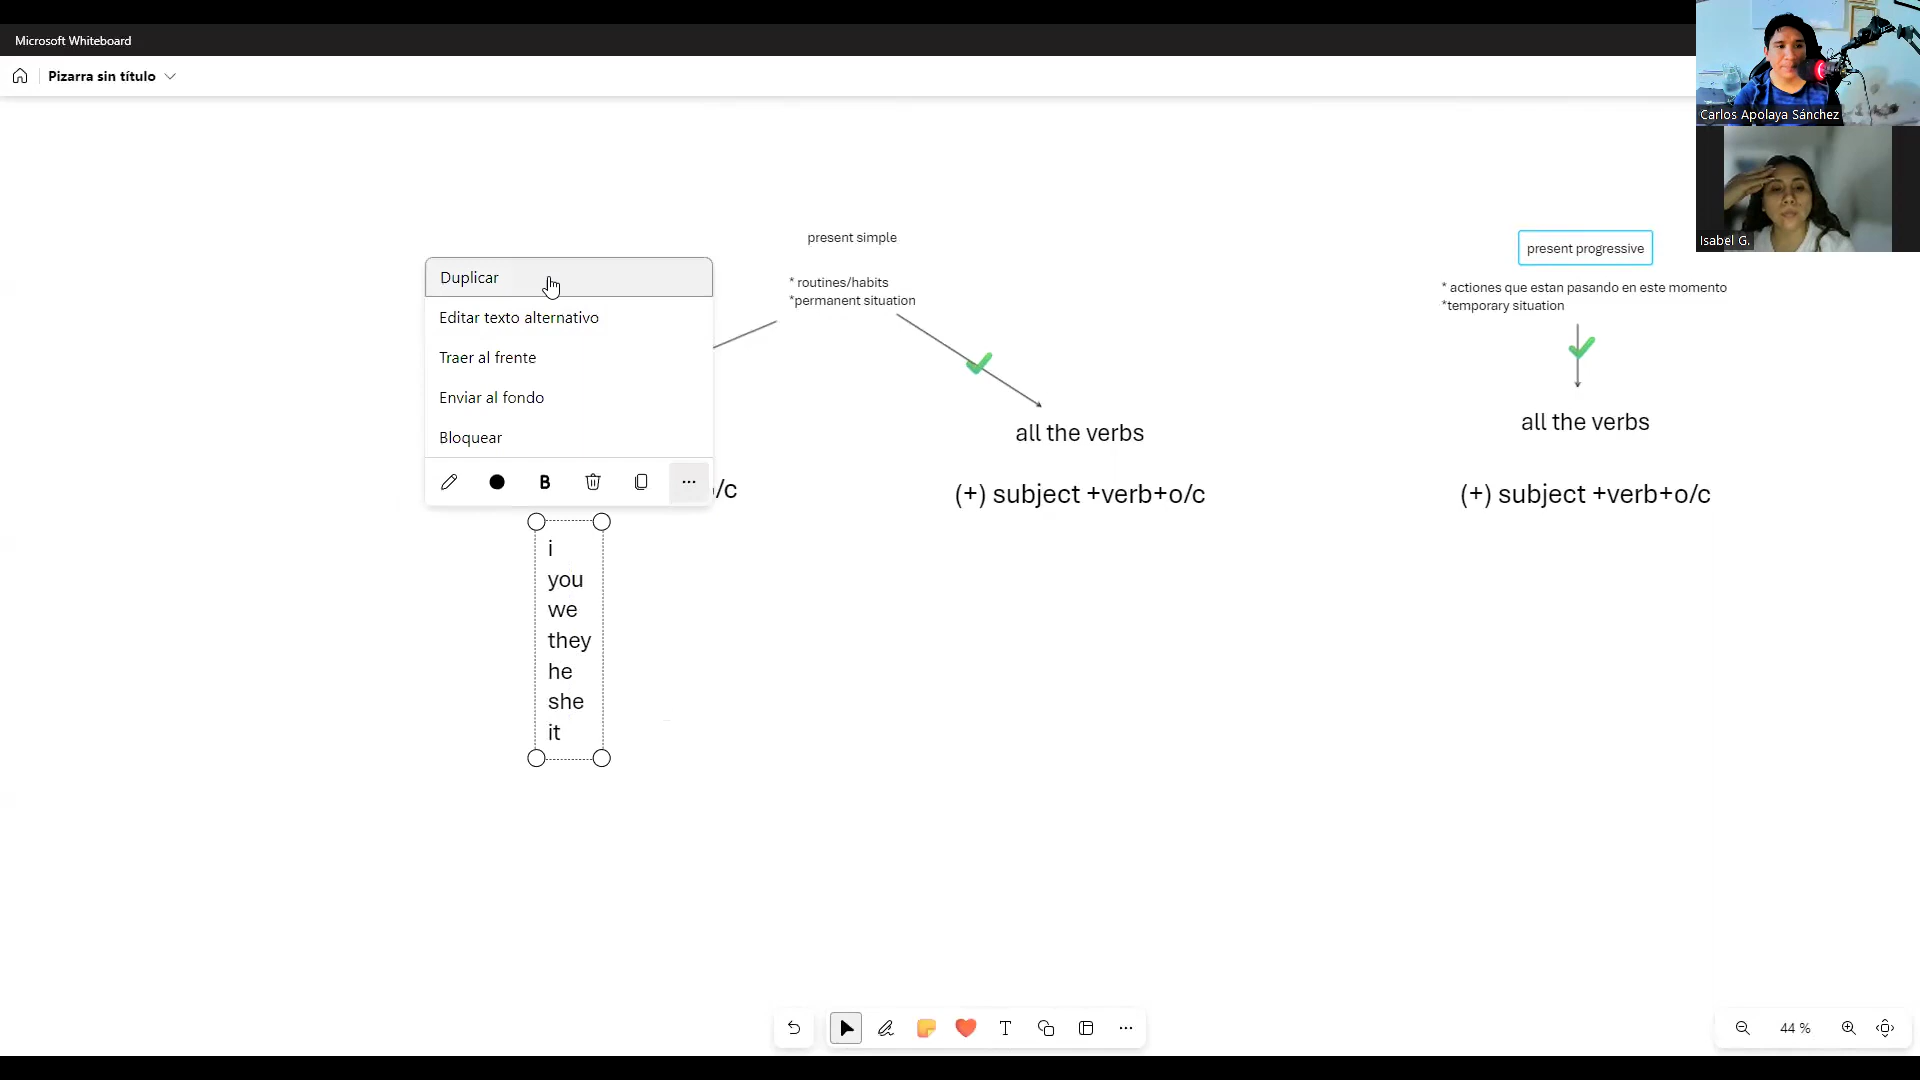 Microsoft Whiteboard
Pizarra sin título
Carlos Apolaya Sánchez
Isabel G.
present simple
* routines/habits
*permanent situation
present progressive
* actiones que estan pasando en este momento
*temporary situation
Duplicar
Editar texto alternativo
Traer al frente
Enviar al fondo
Bloquear
B
/c
all the verbs
(+) subject +verb+o/c
all the verbs
(+) subject +verb+o/c
i
you
we
they
he
she
it
44 %